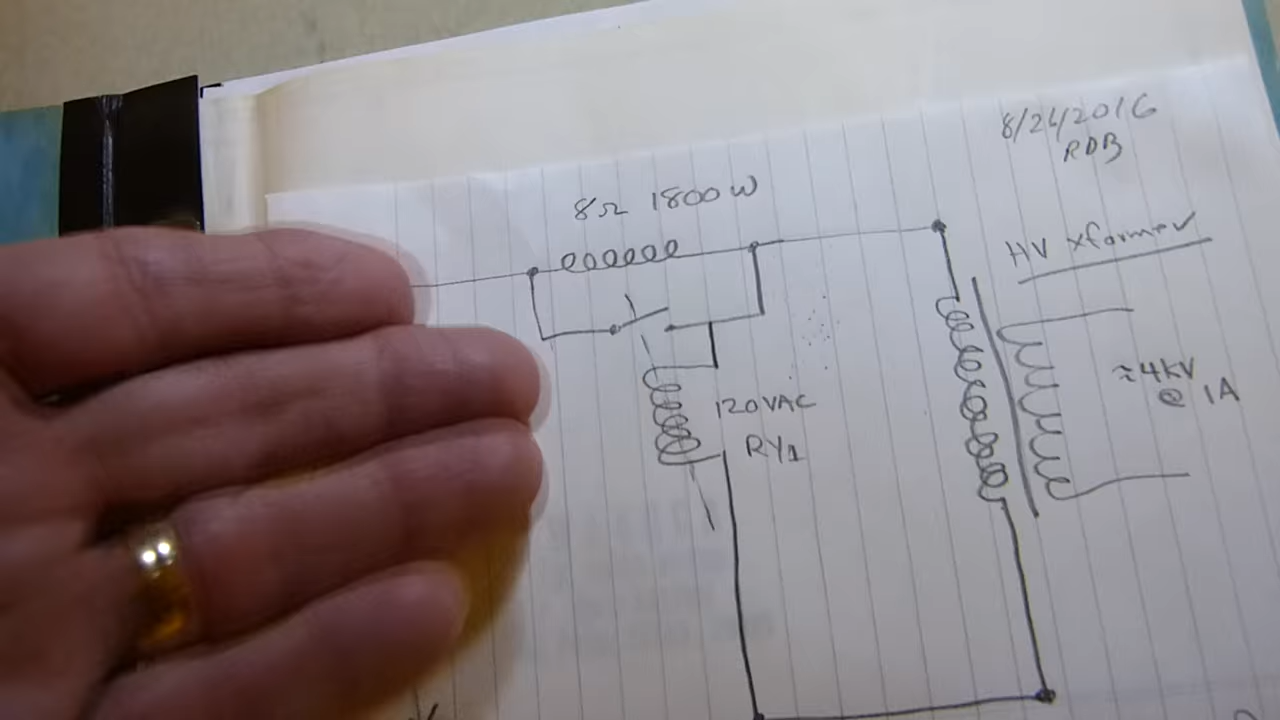 8/24/2016
RDB
8Ω 1800W
HV Xformer
≈4KV
@ 1A
120VAC
RY1